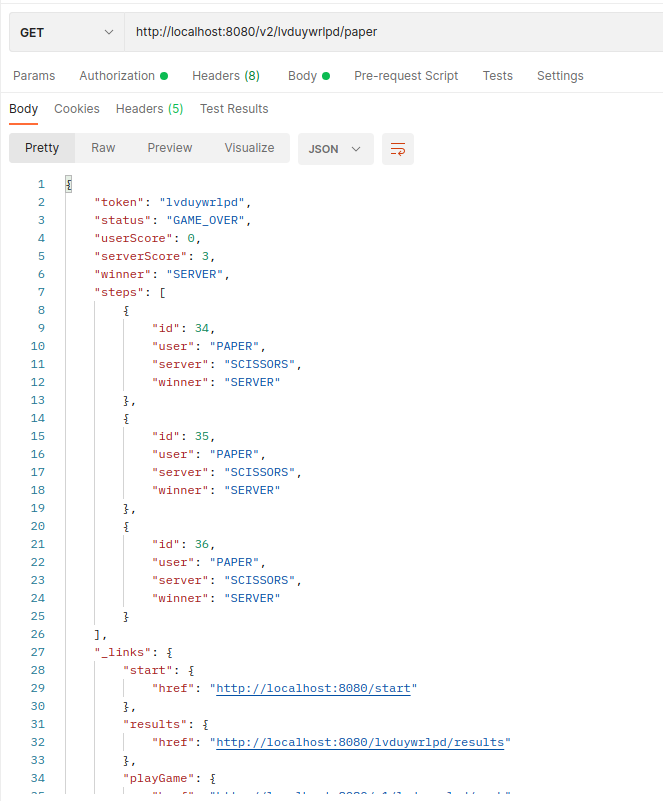 GET http://localhost:8080/v2/lvduywrlpd/paper
Params Authorization Headers (8) Body Pre-request Script Tests Settings
Body Cookies Headers (5) Test Results
Pretty Raw Preview Visualize JSON
1 {
2 "token": "lvduywrlpd",
3 "status": "GAME_OVER",
4 "userScore": 0,
5 "serverScore": 3,
6 "winner": "SERVER",
7 "steps": [
8 {
9 "id": 34,
10 "user": "PAPER",
11 "server": "SCISSORS",
12 "winner": "SERVER"
13 },
14 {
15 "id": 35,
16 "user": "PAPER",
17 "server": "SCISSORS",
18 "winner": "SERVER"
19 },
20 {
21 "id": 36,
22 "user": "PAPER",
23 "server": "SCISSORS",
24 "winner": "SERVER"
25 }
26 ],
27 "_links": {
28 "start": {
29 "href": "http://localhost:8080/start"
30 },
31 "results": {
32 "href": "http://localhost:8080/lvduywrlpd/results"
33 },
34 "playGame": {